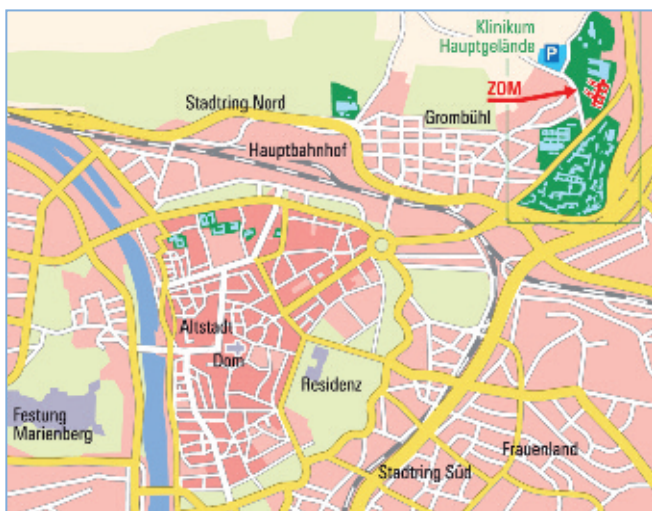 Klinikum
Hauptgelände
P
ZOM
Stadtring Nord
Grombühl
Hauptbahnhof
Altstadt
Dom
Residenz
Festung
Marienberg
Frauenland
Stadtring Süd